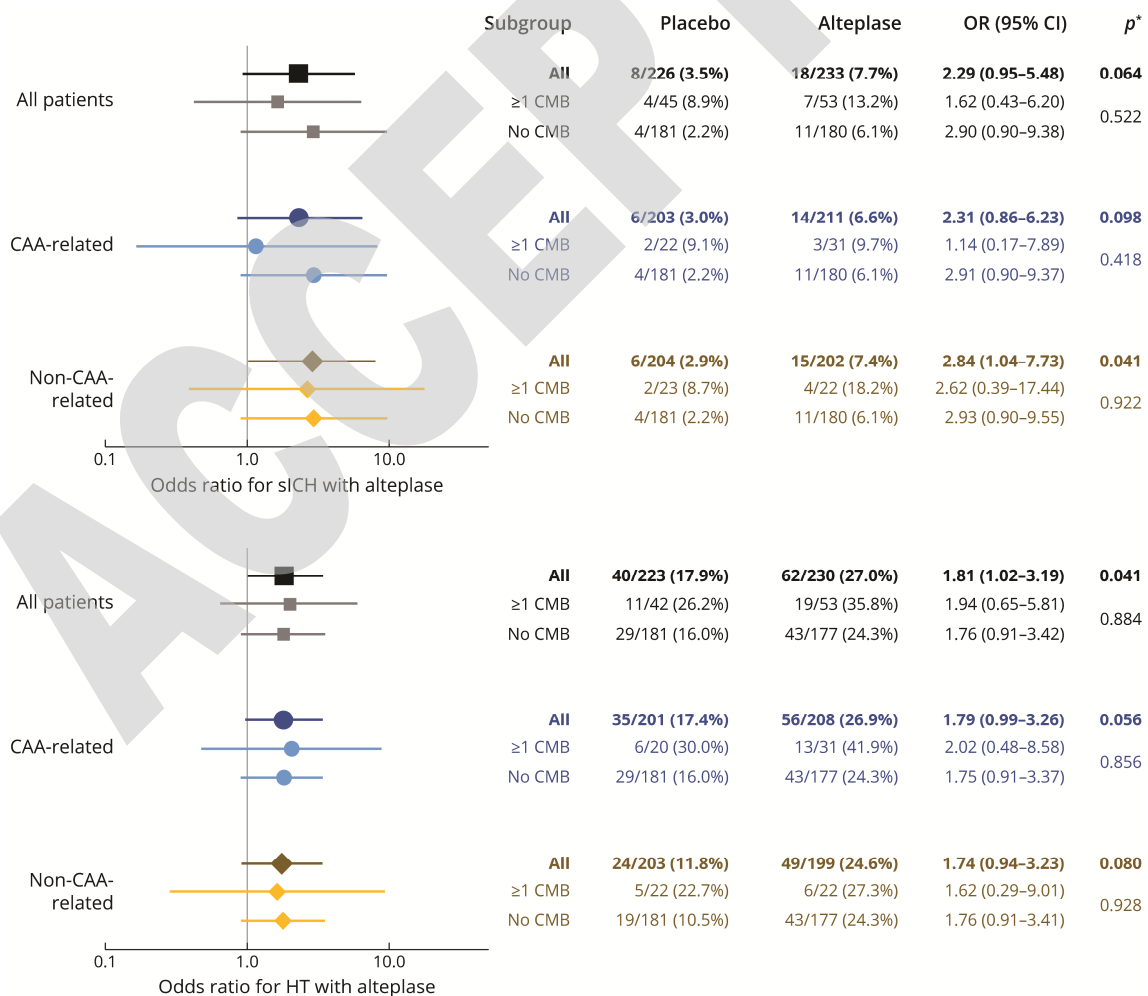 Subgroup Placebo Alteplase OR (95% CI) p*
All patients
All 8/226 (3.5%) 18/233 (7.7%) 2.29 (0.95–5.48) 0.064
≥1 CMB 4/45 (8.9%) 7/53 (13.2%) 1.62 (0.43–6.20)
0.522
No CMB 4/181 (2.2%) 11/180 (6.1%) 2.90 (0.90–9.38)
CAA-related
All 6/203 (3.0%) 14/211 (6.6%) 2.31 (0.86–6.23) 0.098
≥1 CMB 2/22 (9.1%) 3/31 (9.7%) 1.14 (0.17–7.89)
0.418
No CMB 4/181 (2.2%) 11/180 (6.1%) 2.91 (0.90–9.37)
Non-CAA-
related
All 6/204 (2.9%) 15/202 (7.4%) 2.84 (1.04–7.73) 0.041
≥1 CMB 2/23 (8.7%) 4/22 (18.2%) 2.62 (0.39–17.44)
0.922
No CMB 4/181 (2.2%) 11/180 (6.1%) 2.93 (0.90–9.55)
0.1 1.0 10.0
Odds ratio for sICH with alteplase
All patients
All 40/223 (17.9%) 62/230 (27.0%) 1.81 (1.02–3.19) 0.041
≥1 CMB 11/42 (26.2%) 19/53 (35.8%) 1.94 (0.65–5.81)
0.884
No CMB 29/181 (16.0%) 43/177 (24.3%) 1.76 (0.91–3.42)
CAA-related
All 35/201 (17.4%) 56/208 (26.9%) 1.79 (0.99–3.26) 0.056
≥1 CMB 6/20 (30.0%) 13/31 (41.9%) 2.02 (0.48–8.58)
0.856
No CMB 29/181 (16.0%) 43/177 (24.3%) 1.75 (0.91–3.37)
Non-CAA-
related
All 24/203 (11.8%) 49/199 (24.6%) 1.74 (0.94–3.23) 0.080
≥1 CMB 5/22 (22.7%) 6/22 (27.3%) 1.62 (0.29–9.01)
0.928
No CMB 19/181 (10.5%) 43/177 (24.3%) 1.76 (0.91–3.41)
0.1 1.0 10.0
Odds ratio for HT with alteplase
ACCEPT